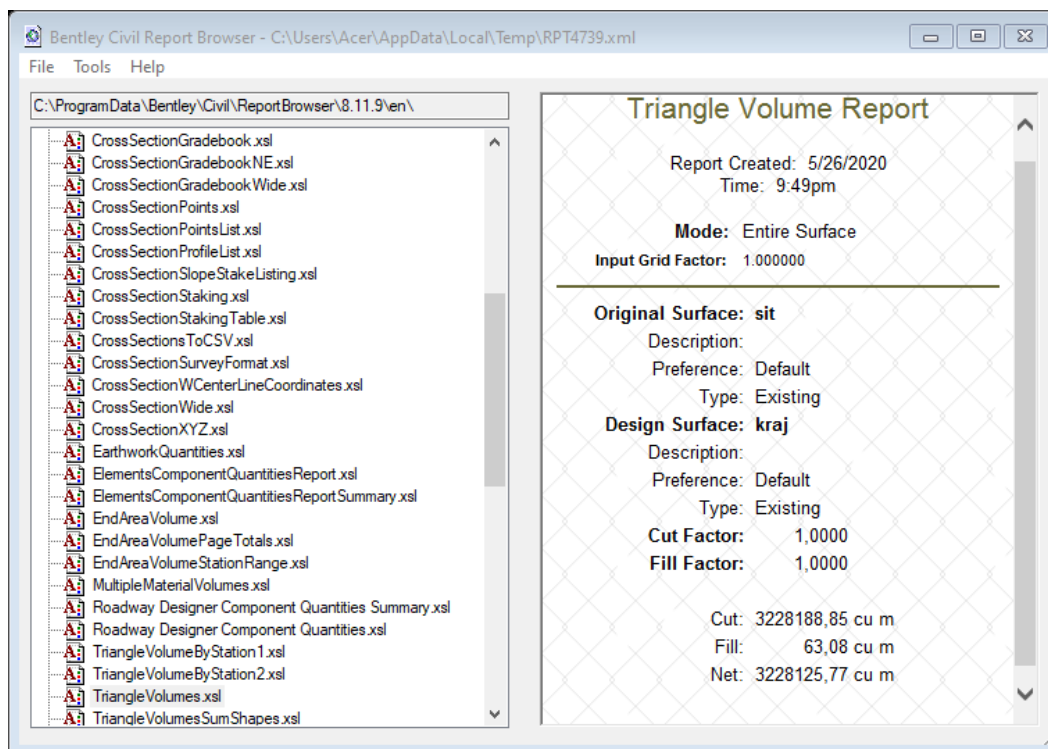 Bentley Civil Report Browser - C:\Users\Acer\AppData\Local\Temp\RPT4739.xml
File Tools Help
C:\ProgramData\Bentley\Civil\ReportBrowser\8.11.9\en\
CrossSectionGradebook.xsl
CrossSectionGradebookNE.xsl
CrossSectionGradebookWide.xsl
CrossSectionPoints.xsl
CrossSectionPointsList.xsl
CrossSectionProfileList.xsl
CrossSectionSlopeStakeListing.xsl
CrossSectionStaking.xsl
CrossSectionStakingTable.xsl
CrossSectionsToCSV.xsl
CrossSectionSurveyFormat.xsl
CrossSectionWCenterLineCoordinates.xsl
CrossSectionWide.xsl
CrossSectionXYZ.xsl
EarthworkQuantities.xsl
ElementsComponentQuantitiesReport.xsl
ElementsComponentQuantitiesReportSummary.xsl
EndAreaVolume.xsl
EndAreaVolumePageTotals.xsl
EndAreaVolumeStationRange.xsl
MultipleMaterialVolumes.xsl
Roadway Designer Component Quantities Summary.xsl
Roadway Designer Component Quantities.xsl
TriangleVolumeByStation1.xsl
TriangleVolumeByStation2.xsl
TriangleVolumes.xsl
TriangleVolumesSumShapes.xsl
Triangle Volume Report
Report Created: 5/26/2020
Time: 9:49pm
Mode: Entire Surface
Input Grid Factor: 1.000000
Original Surface: sit
Description:
Preference: Default
Type: Existing
Design Surface: kraj
Description:
Preference: Default
Type: Existing
Cut Factor: 1,0000
Fill Factor: 1,0000
Cut: 3228188,85 cu m
Fill: 63,08 cu m
Net: 3228125,77 cu m